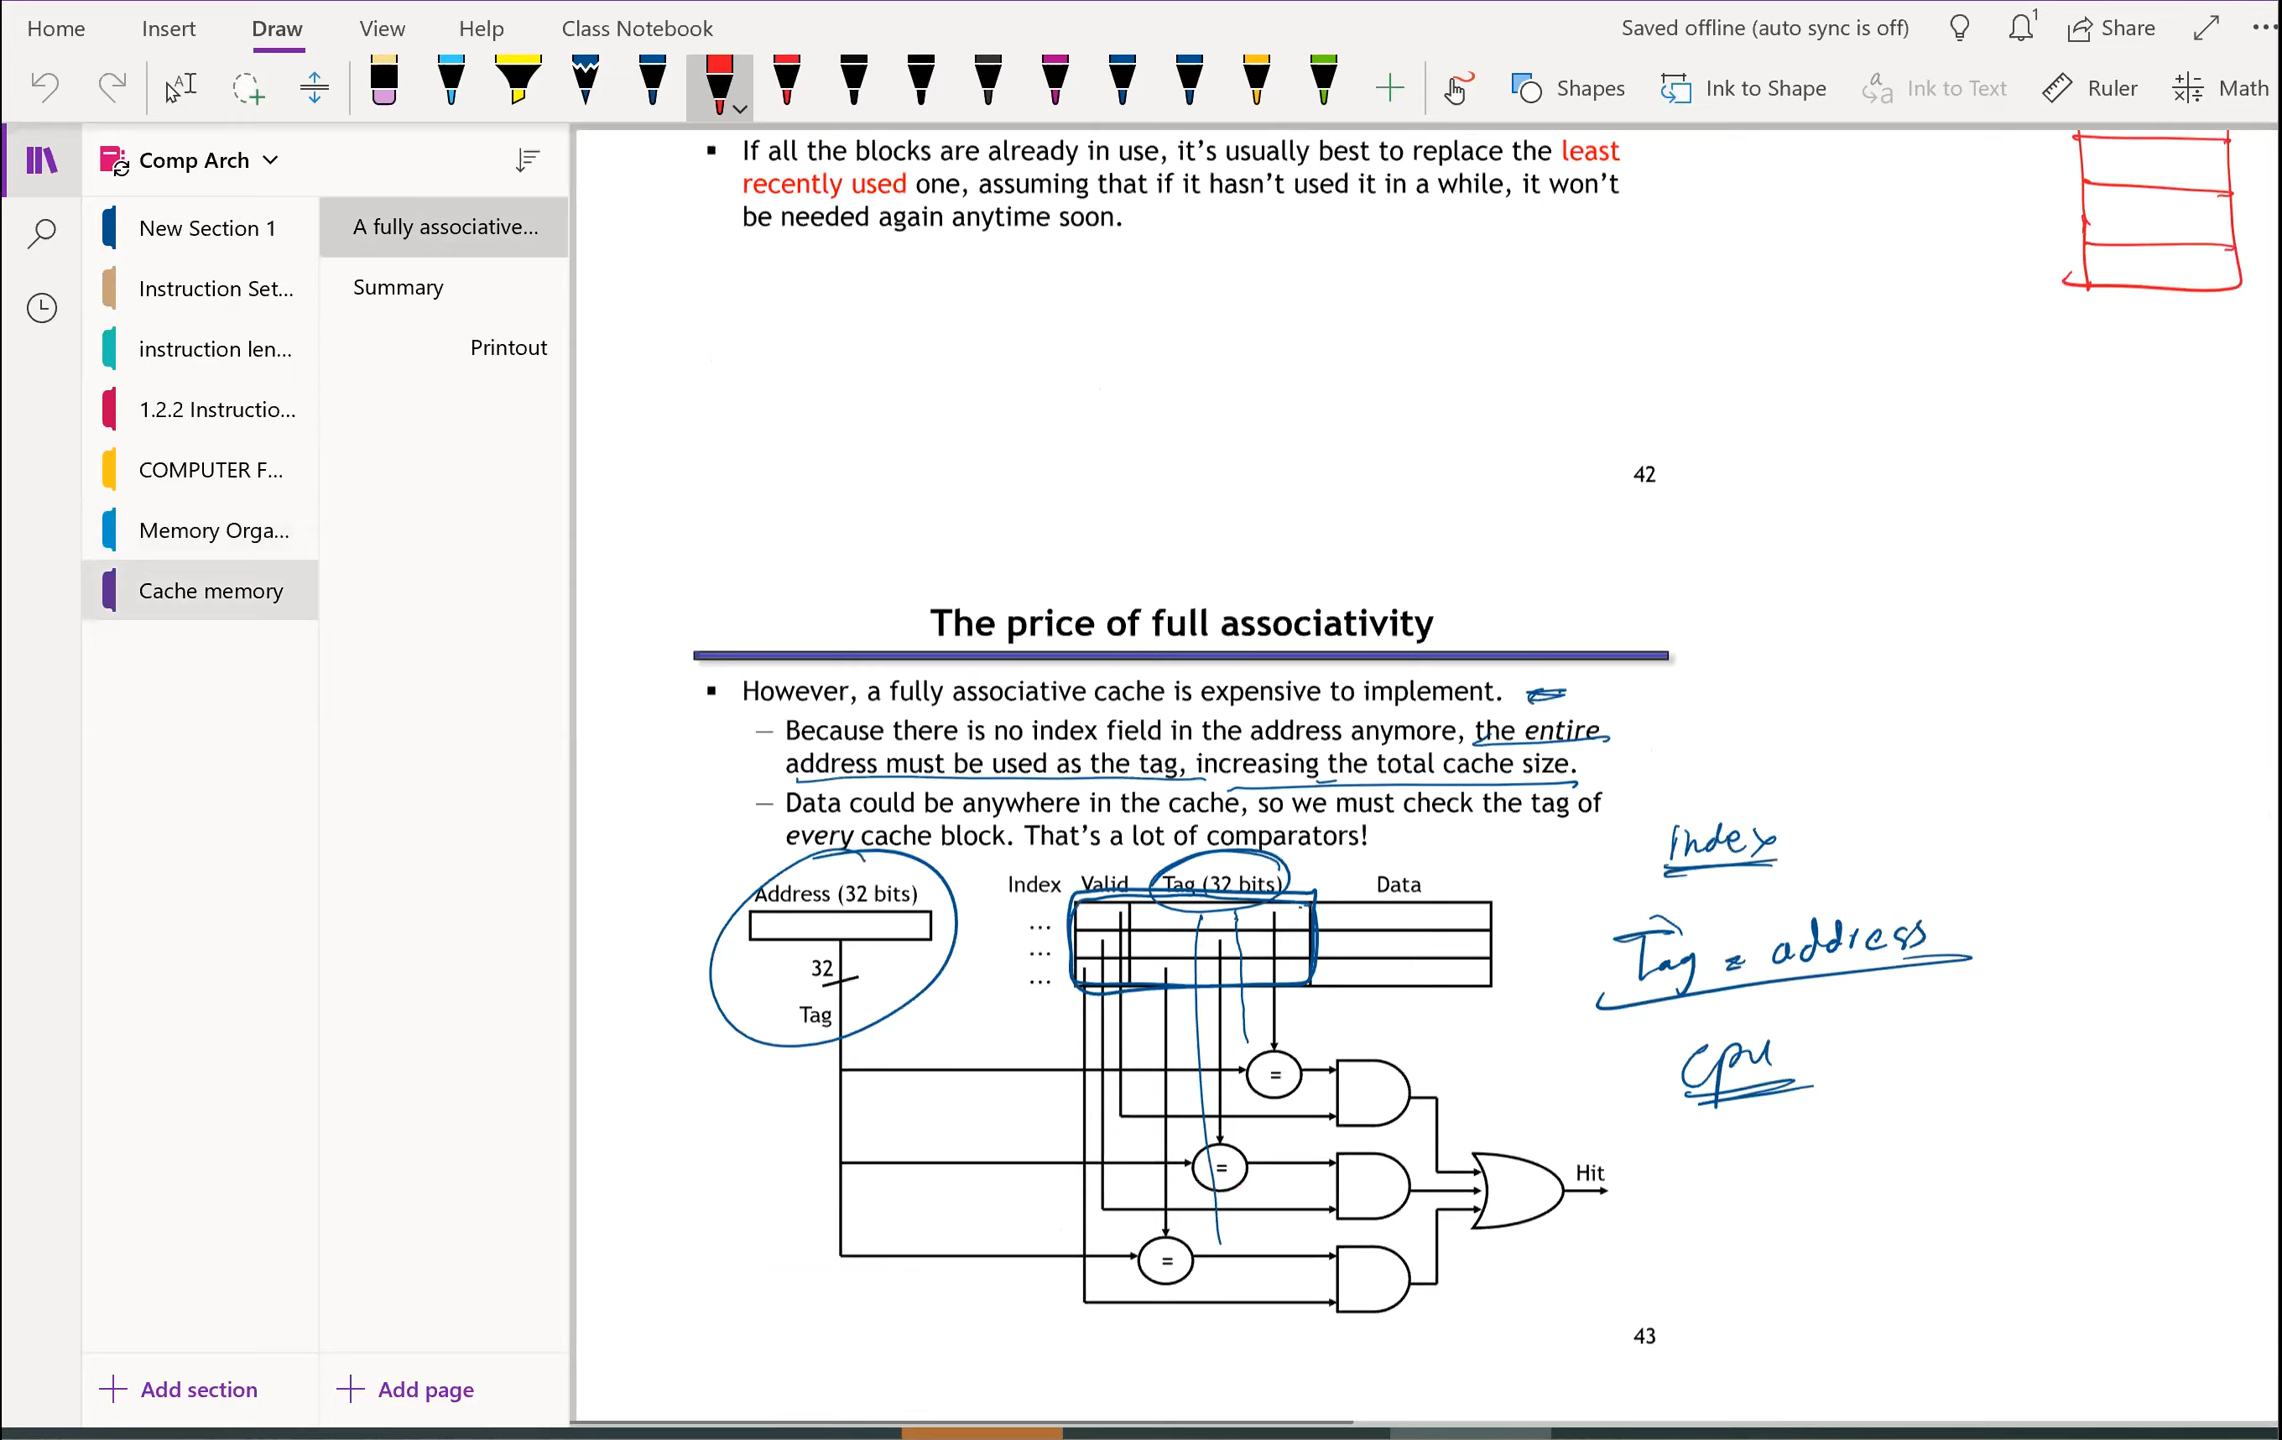 Home Insert Draw View Help Class Notebook Saved offline (auto sync is off) 1 Share
Shapes Ink to Shape Ink to Text Ruler Math
Comp Arch
New Section 1
Instruction Set...
instruction len...
1.2.2 Instructio...
COMPUTER F...
Memory Orga...
Cache memory
Add section
A fully associative...
Summary
Printout
Add page
▪ If all the blocks are already in use, it's usually best to replace the least
recently used one, assuming that if it hasn't used it in a while, it won't
be needed again anytime soon.
42
The price of full associativity
▪ However, a fully associative cache is expensive to implement.
— Because there is no index field in the address anymore, the entire
address must be used as the tag, increasing the total cache size.
— Data could be anywhere in the cache, so we must check the tag of
every cache block. That's a lot of comparators!
Address (32 bits)
32
Tag
Index Valid Tag (32 bits) Data
...
...
...
=
=
=
Hit
Index
Tag = address
CPU
43